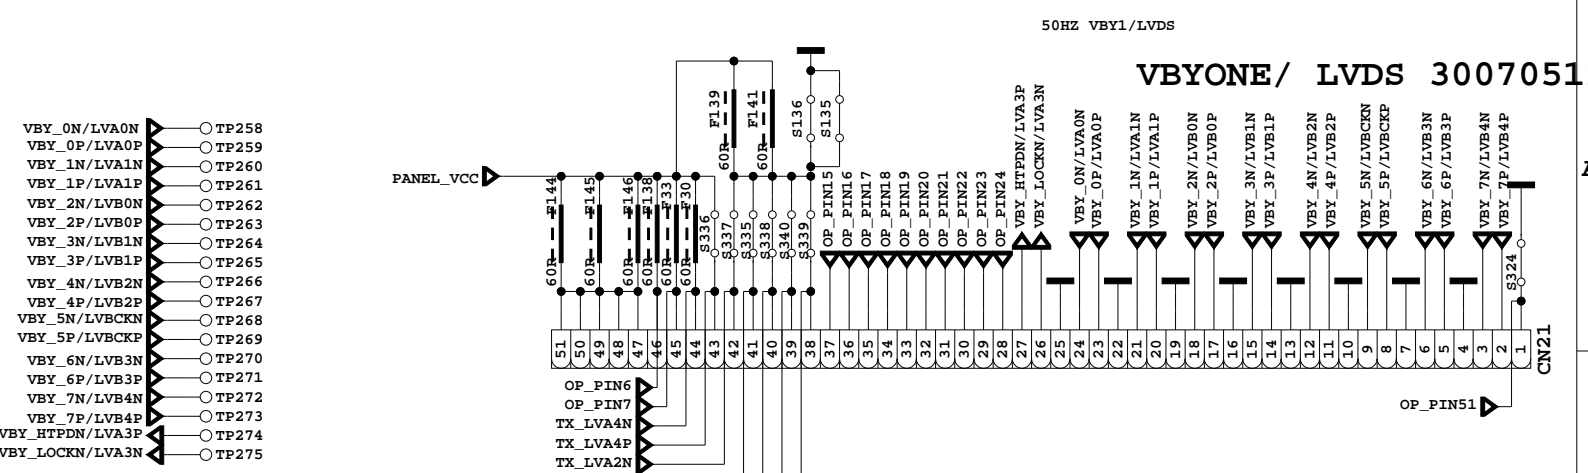 50HZ VBY1/LVDS
VBYONE/ LVDS 3007051
VBY_0N/LVA0N TP258
VBY_0P/LVA0P TP259
VBY_1N/LVA1N TP260
VBY_1P/LVA1P TP261
VBY_2N/LVB0N TP262
VBY_2P/LVB0P TP263
VBY_3N/LVB1N TP264
VBY_3P/LVB1P TP265
VBY_4N/LVB2N TP266
VBY_4P/LVB2P TP267
VBY_5N/LVBCKN TP268
VBY_5P/LVBCKP TP269
VBY_6N/LVB3N TP270
VBY_6P/LVB3P TP271
VBY_7N/LVB4N TP272
VBY_7P/LVB4P TP273
VBY_HTPDN/LVA3P TP274
VBY_LOCKN/LVA3N TP275
PANEL_VCC
F139
60R
F141
60R
S136
S135
F144
60R
F145
60R
F146
60R
F138
60R
F33
60R
F30
60R
S336
S337
S335
S338
S340
S339
OP_PIN15
OP_PIN16
OP_PIN17
OP_PIN18
OP_PIN19
OP_PIN20
OP_PIN21
OP_PIN22
OP_PIN23
OP_PIN24
VBY_HTPDN/LVA3P
VBY_LOCKN/LVA3N
VBY_0N/LVA0N
VBY_0P/LVA0P
VBY_1N/LVA1N
VBY_1P/LVA1P
VBY_2N/LVB0N
VBY_2P/LVB0P
VBY_3N/LVB1N
VBY_3P/LVB1P
VBY_4N/LVB2N
VBY_4P/LVB2P
VBY_5N/LVBCKN
VBY_5P/LVBCKP
VBY_6N/LVB3N
VBY_6P/LVB3P
VBY_7N/LVB4N
VBY_7P/LVB4P
S324
51 50 49 48 47 46 45 44 43 42 41 40 39 38 37 36 35 34 33 32 31 30 29 28 27 26 25 24 23 22 21 20 19 18 17 16 15 14 13 12 11 10 9 8 7 6 5 4 3 2 1
CN21
OP_PIN6
OP_PIN7
TX_LVA4N
TX_LVA4P
TX_LVA2N
OP_PIN51